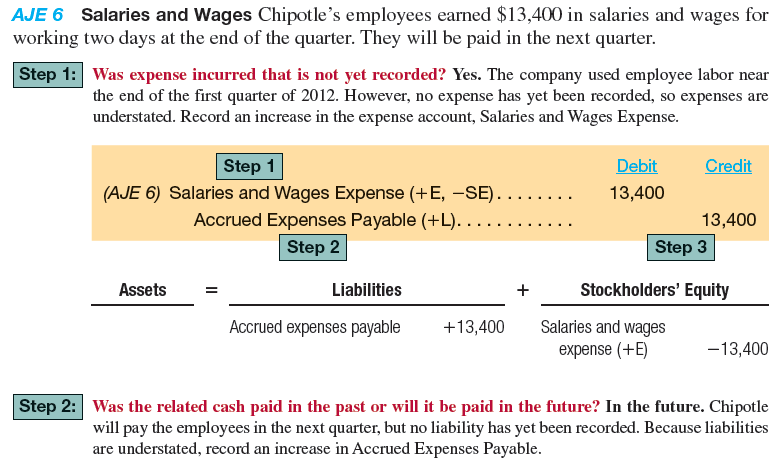 AJE 6 Salaries and Wages Chipotle's employees earned $13,400 in salaries and wages for
working two days at the end of the quarter. They will be paid in the next quarter.
Step 1: Was expense incurred that is not yet recorded? Yes. The company used employee labor near
the end of the first quarter of 2012. However, no expense has yet been recorded, so expenses are
understated. Record an increase in the expense account, Salaries and Wages Expense.
Step 1 Debit Credit
(AJE 6) Salaries and Wages Expense (+E, −SE)........ 13,400
Accrued Expenses Payable (+L)............ 13,400
Step 2 Step 3
Assets = Liabilities + Stockholders' Equity
Accrued expenses payable +13,400 Salaries and wages
expense (+E) −13,400
Step 2: Was the related cash paid in the past or will it be paid in the future? In the future. Chipotle
will pay the employees in the next quarter, but no liability has yet been recorded. Because liabilities
are understated, record an increase in Accrued Expenses Payable.